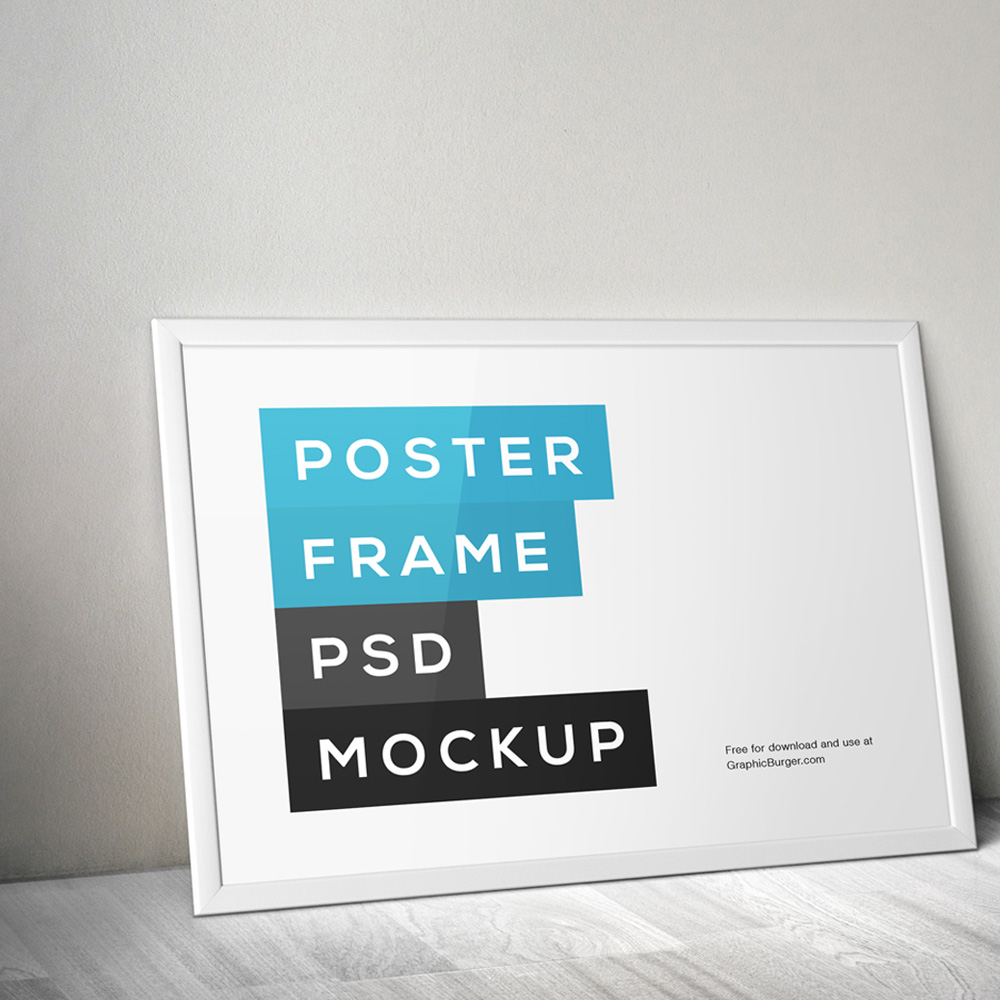 POSTER
FRAME
PSD
MOCKUP
Free for download and use at
GraphicBurger.com